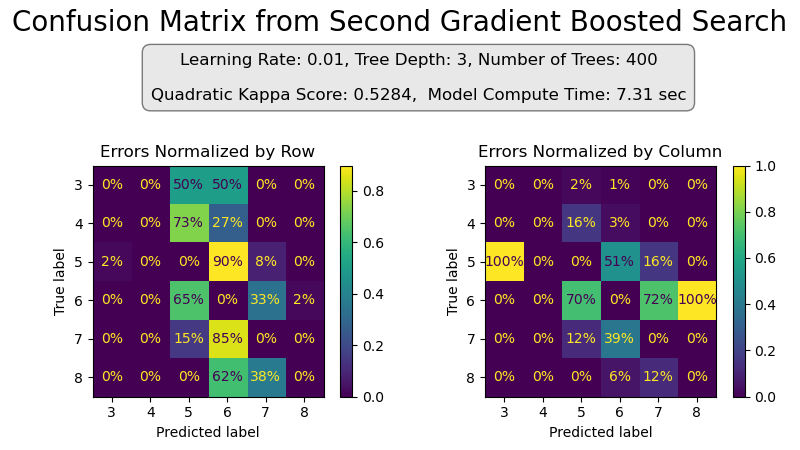 Confusion Matrix from Second Gradient Boosted Search
Learning Rate: 0.01, Tree Depth: 3, Number of Trees: 400
Quadratic Kappa Score: 0.5284,  Model Compute Time: 7.31 sec
Errors Normalized by Row
True label
3 0% 0% 50% 50% 0% 0%
4 0% 0% 73% 27% 0% 0%
5 2% 0% 0% 90% 8% 0%
6 0% 0% 65% 0% 33% 2%
7 0% 0% 15% 85% 0% 0%
8 0% 0% 0% 62% 38% 0%
3 4 5 6 7 8
Predicted label
0.8
0.6
0.4
0.2
0.0
Errors Normalized by Column
True label
3 0% 0% 2% 1% 0% 0%
4 0% 0% 16% 3% 0% 0%
5 100% 0% 0% 51% 16% 0%
6 0% 0% 70% 0% 72% 100%
7 0% 0% 12% 39% 0% 0%
8 0% 0% 0% 6% 12% 0%
3 4 5 6 7 8
Predicted label
1.0
0.8
0.6
0.4
0.2
0.0